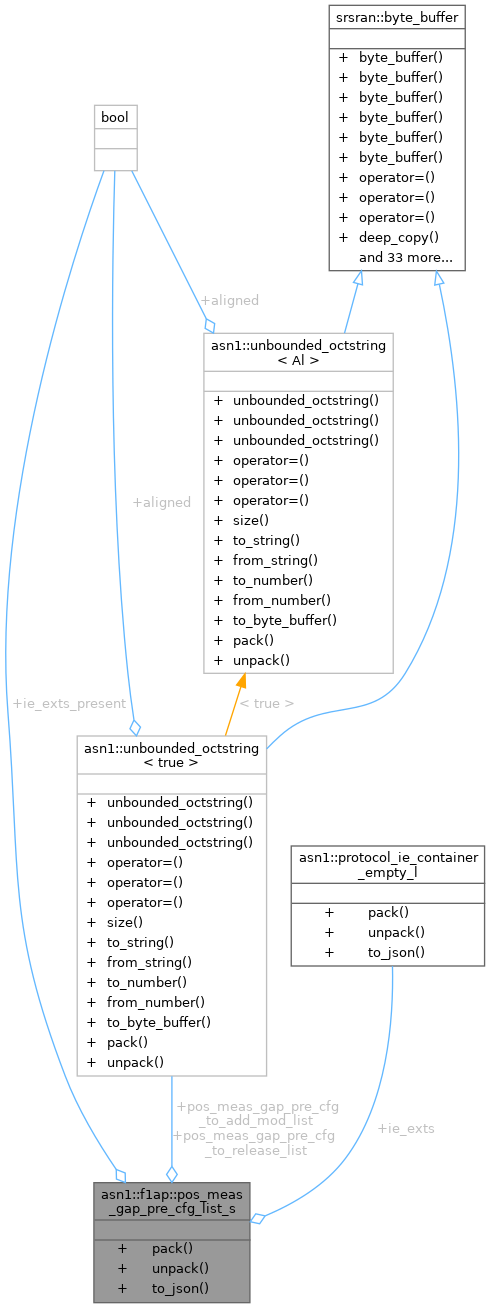 srsran::byte_buffer
+ byte_buffer()
+ byte_buffer()
+ byte_buffer()
+ byte_buffer()
+ byte_buffer()
+ byte_buffer()
+ operator=()
+ operator=()
+ operator=()
+ deep_copy()
and 33 more...
bool
+aligned
asn1::unbounded_octstring
< Al >
+ unbounded_octstring()
+ unbounded_octstring()
+ unbounded_octstring()
+ operator=()
+ operator=()
+ operator=()
+ size()
+ to_string()
+ from_string()
+ to_number()
+ from_number()
+ to_byte_buffer()
+ pack()
+ unpack()
+aligned
+ie_exts_present
< true >
asn1::unbounded_octstring
< true >
+ unbounded_octstring()
+ unbounded_octstring()
+ unbounded_octstring()
+ operator=()
+ operator=()
+ operator=()
+ size()
+ to_string()
+ from_string()
+ to_number()
+ from_number()
+ to_byte_buffer()
+ pack()
+ unpack()
asn1::protocol_ie_container
_empty_l
+ pack()
+ unpack()
+ to_json()
+pos_meas_gap_pre_cfg
_to_add_mod_list
+pos_meas_gap_pre_cfg
_to_release_list
+ie_exts
asn1::f1ap::pos_meas
_gap_pre_cfg_list_s
+ pack()
+ unpack()
+ to_json()